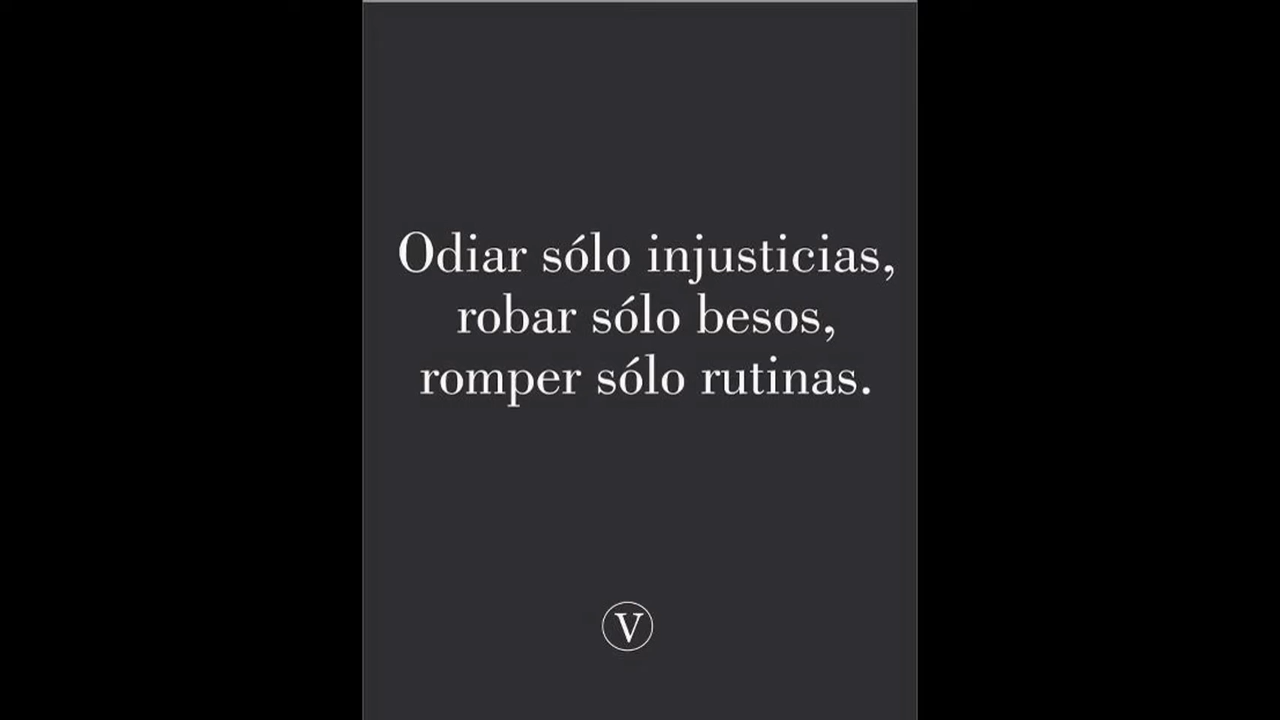 Odiar sólo injusticias,
robar sólo besos,
romper sólo rutinas.
V